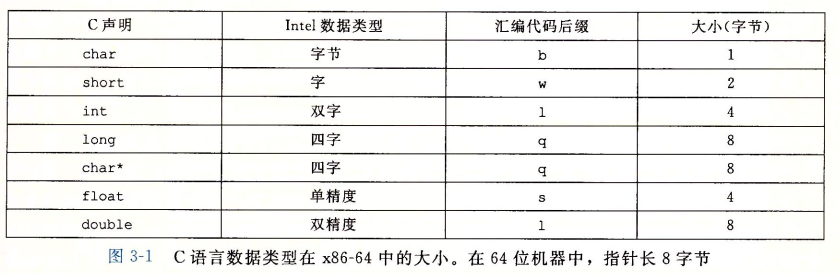 C 声明 Intel 数据类型 汇编代码后缀 大小(字节)
char 字节 b 1
short 字 w 2
int 双字 l 4
long 四字 q 8
char* 四字 q 8
float 单精度 s 4
double 双精度 l 8
图 3-1 C 语言数据类型在 x86-64 中的大小。在 64 位机器中，指针长 8 字节